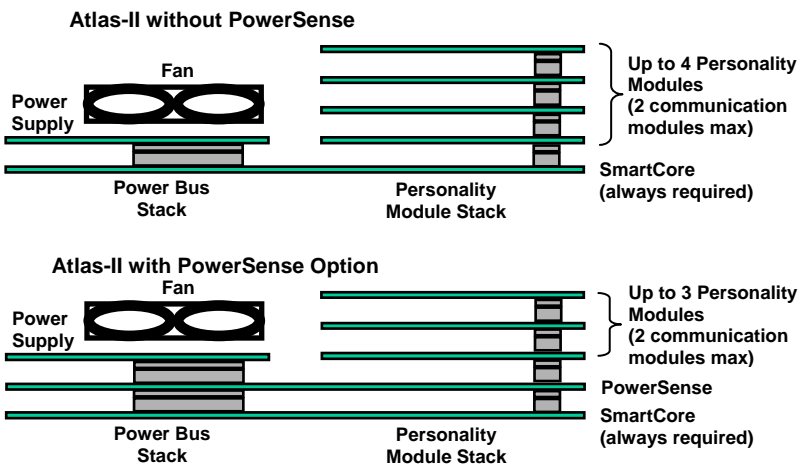 Atlas-II without PowerSense
Fan
Power
Supply
Up to 4 Personality
Modules
(2 communication
modules max)
SmartCore
(always required)
Power Bus
Stack
Personality
Module Stack
Atlas-II with PowerSense Option
Fan
Power
Supply
Up to 3 Personality
Modules
(2 communication
modules max)
PowerSense
SmartCore
(always required)
Power Bus
Stack
Personality
Module Stack